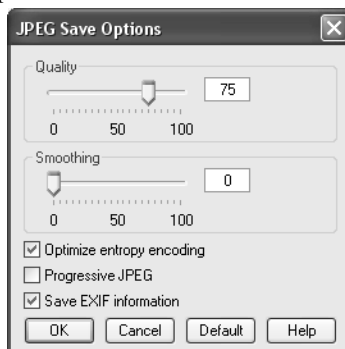 JPEG Save Options
Quality
75
0 50 100
Smoothing
0
0 50 100
Optimize entropy encoding
Progressive JPEG
Save EXIF information
OK Cancel Default Help